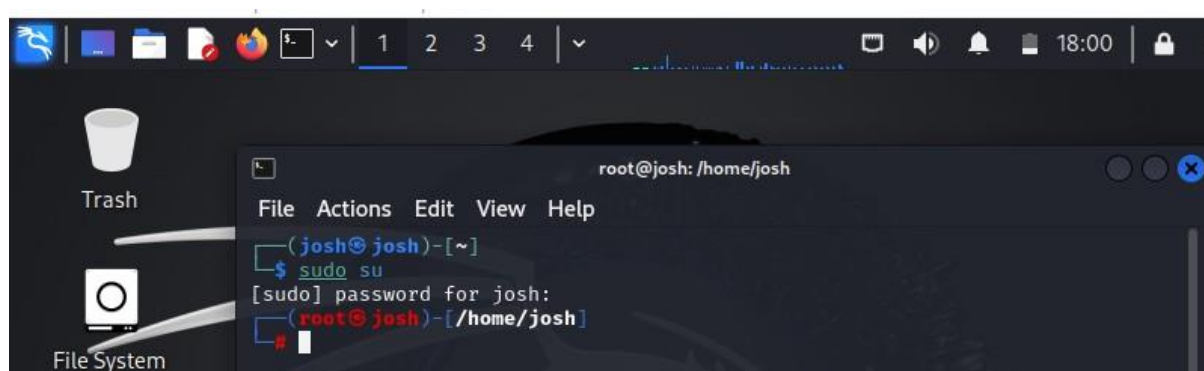 1 2 3 4 18:00
root@josh: /home/josh
Trash
File Actions Edit View Help
┌──(josh㉿josh)-[~]
└─$ sudo su
[sudo] password for josh:
┌──(root㉿josh)-[/home/josh]
└─#
File System